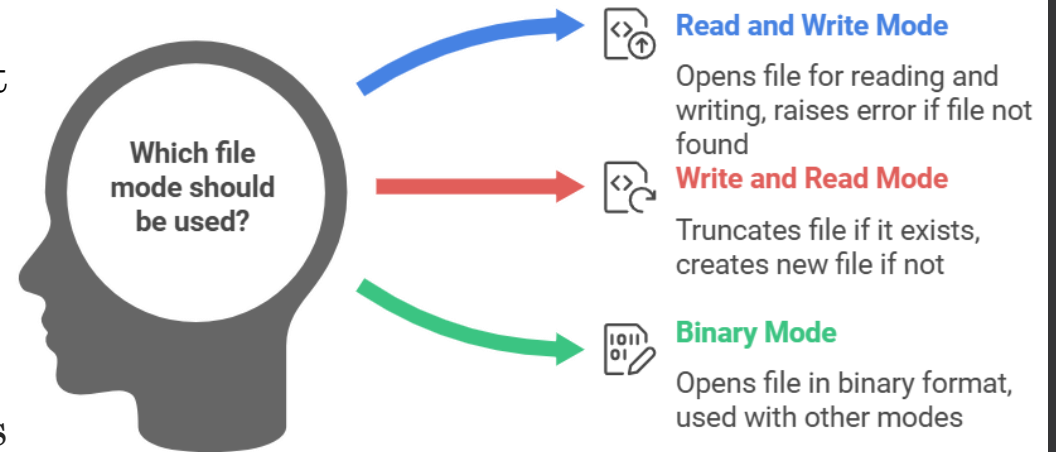 Which file
mode should
be used?
Read and Write Mode
Opens file for reading and
writing, raises error if file not
found
Write and Read Mode
Truncates file if it exists,
creates new file if not
Binary Mode
Opens file in binary format,
used with other modes
t
s